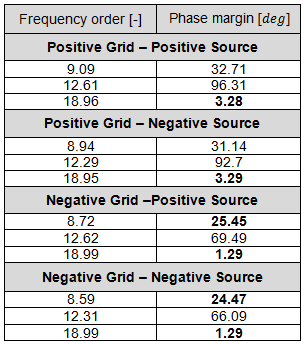 Frequency order [-] Phase margin [deg]
Positive Grid – Positive Source
9.09 32.71
12.61 96.31
18.96 3.28
Positive Grid – Negative Source
8.94 31.14
12.29 92.7
18.95 3.29
Negative Grid –Positive Source
8.72 25.45
12.62 69.49
18.99 1.29
Negative Grid – Negative Source
8.59 24.47
12.31 66.09
18.99 1.29